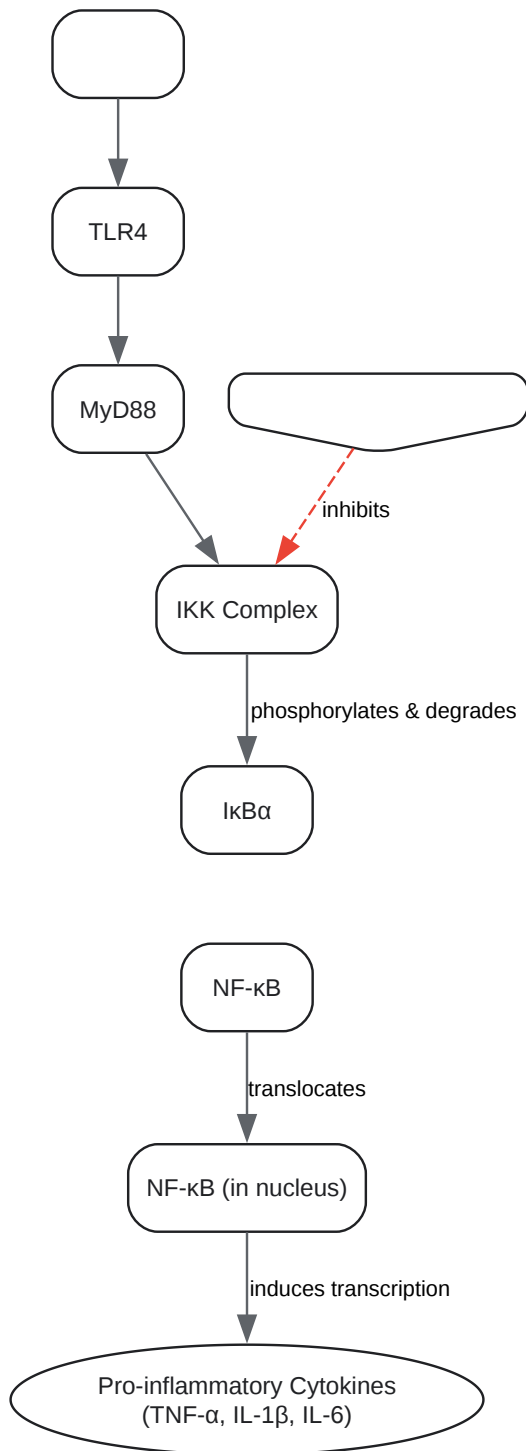 TLR4
MyD88
inhibits
IKK Complex
phosphorylates & degrades
IκBα
NF-κB
translocates
NF-κB (in nucleus)
induces transcription
Pro-inflammatory Cytokines
(TNF-α, IL-1β, IL-6)